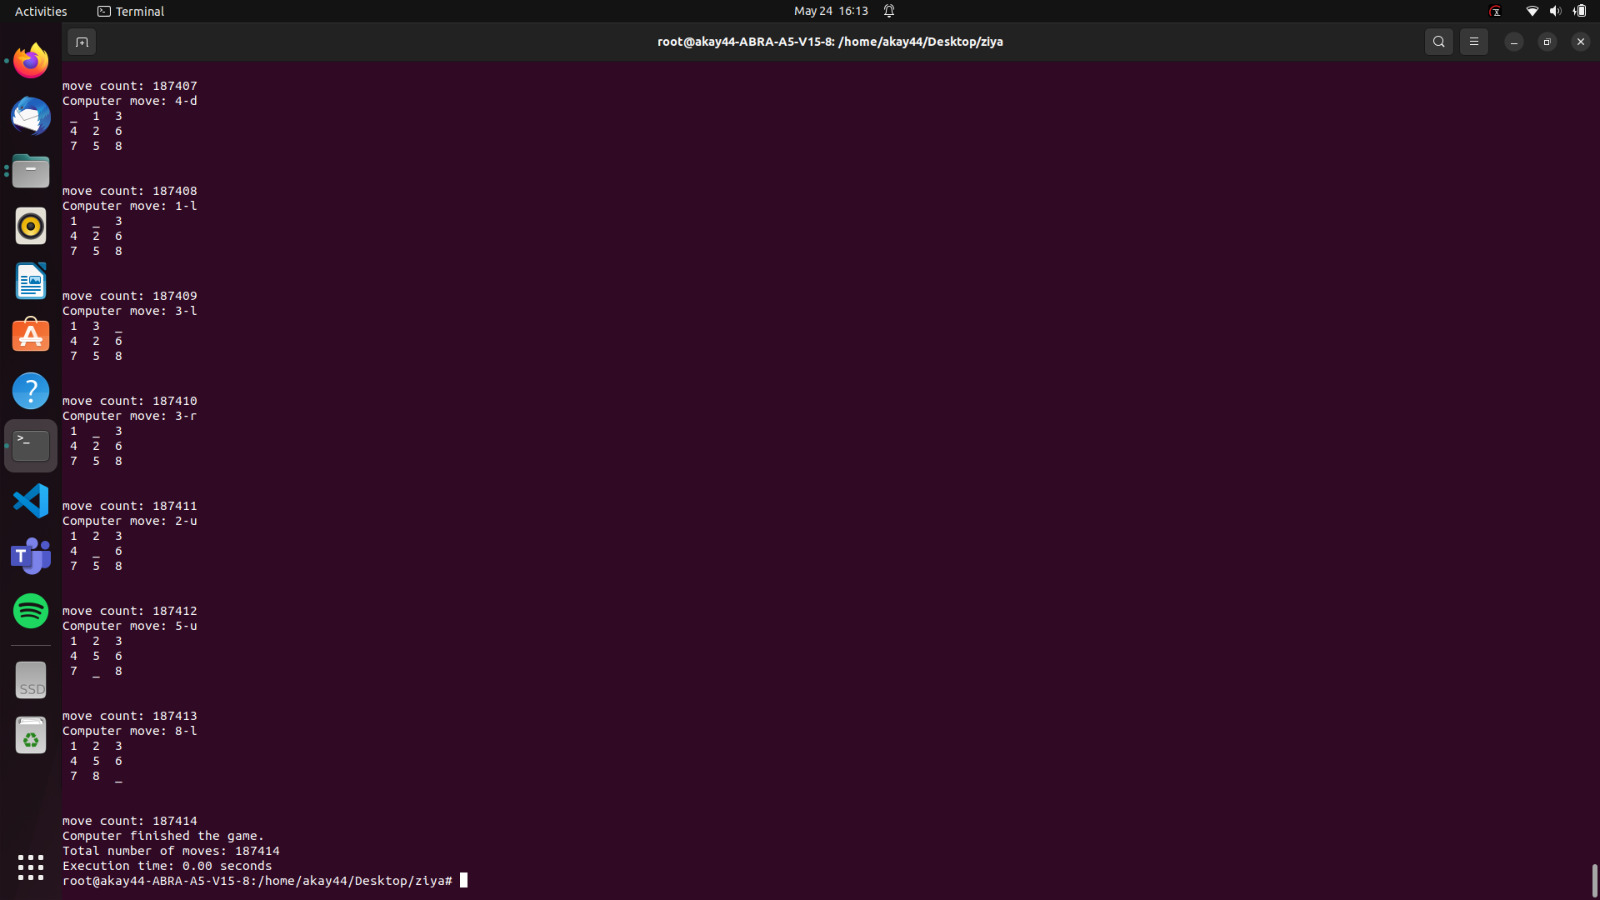 Activities
Terminal
May 24 16:13
root@akay44-ABRA-A5-V15-8: /home/akay44/Desktop/ziya
move count: 187407
Computer move: 4-d
_ 1 3
4 2 6
7 5 8
move count: 187408
Computer move: 1-l
1 _ 3
4 2 6
7 5 8
move count: 187409
Computer move: 3-l
1 3 _
4 2 6
7 5 8
move count: 187410
Computer move: 3-r
1 _ 3
4 2 6
7 5 8
move count: 187411
Computer move: 2-u
1 2 3
4 _ 6
7 5 8
move count: 187412
Computer move: 5-u
1 2 3
4 5 6
7 _ 8
move count: 187413
Computer move: 8-l
1 2 3
4 5 6
7 8 _
move count: 187414
Computer finished the game.
Total number of moves: 187414
Execution time: 0.00 seconds
root@akay44-ABRA-A5-V15-8:/home/akay44/Desktop/ziya#
SSD